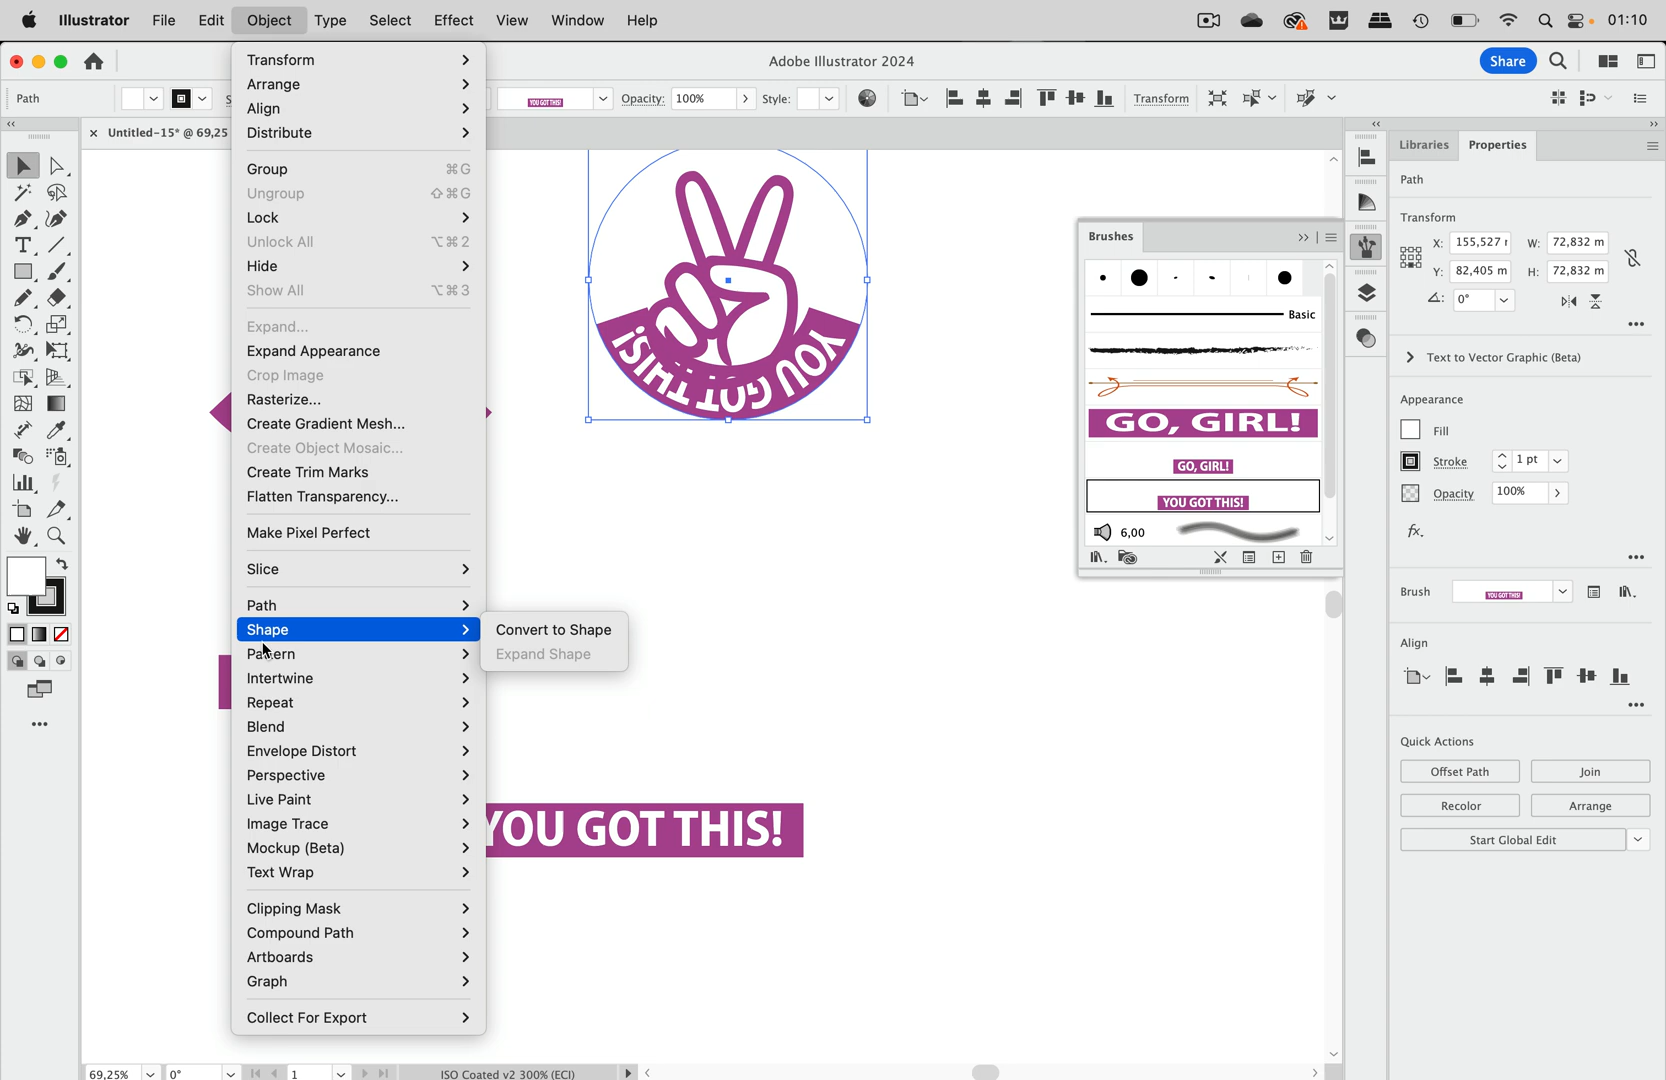 Illustrator File Edit Object Type Select Effect View Window Help 01:10
Adobe Illustrator 2024 Share
Path YOU GOT THIS! Opacity: 100% Style: Transform
Untitled-15* @ 69,25
Transform
Arrange
Align
Distribute
Group ⌘G
Ungroup ⇧⌘G
Lock
Unlock All ⌥⌘2
Hide
Show All ⌥⌘3
Expand...
Expand Appearance
Crop Image
Rasterize...
Create Gradient Mesh...
Create Object Mosaic...
Create Trim Marks
Flatten Transparency...
Make Pixel Perfect
Slice
Path
Shape
Pattern
Intertwine
Repeat
Blend
Envelope Distort
Perspective
Live Paint
Image Trace
Mockup (Beta)
Text Wrap
Clipping Mask
Compound Path
Artboards
Graph
Collect For Export
Convert to Shape
Expand Shape
YOU GOT THIS!
YOU GOT THIS!
Brushes
Basic
GO, GIRL!
GO, GIRL!
YOU GOT THIS!
6,00
Libraries Properties
Path
Transform
X: 155,527 W: 72,832 m
Y: 82,405 m H: 72,832 m
0°
Text to Vector Graphic (Beta)
Appearance
Fill
Stroke 1 pt
Opacity 100%
fx.
Brush YOU GOT THIS!
Align
Quick Actions
Offset Path Join
Recolor Arrange
Start Global Edit
69,25% 0° 1 ISO Coated v2 300% (ECI)